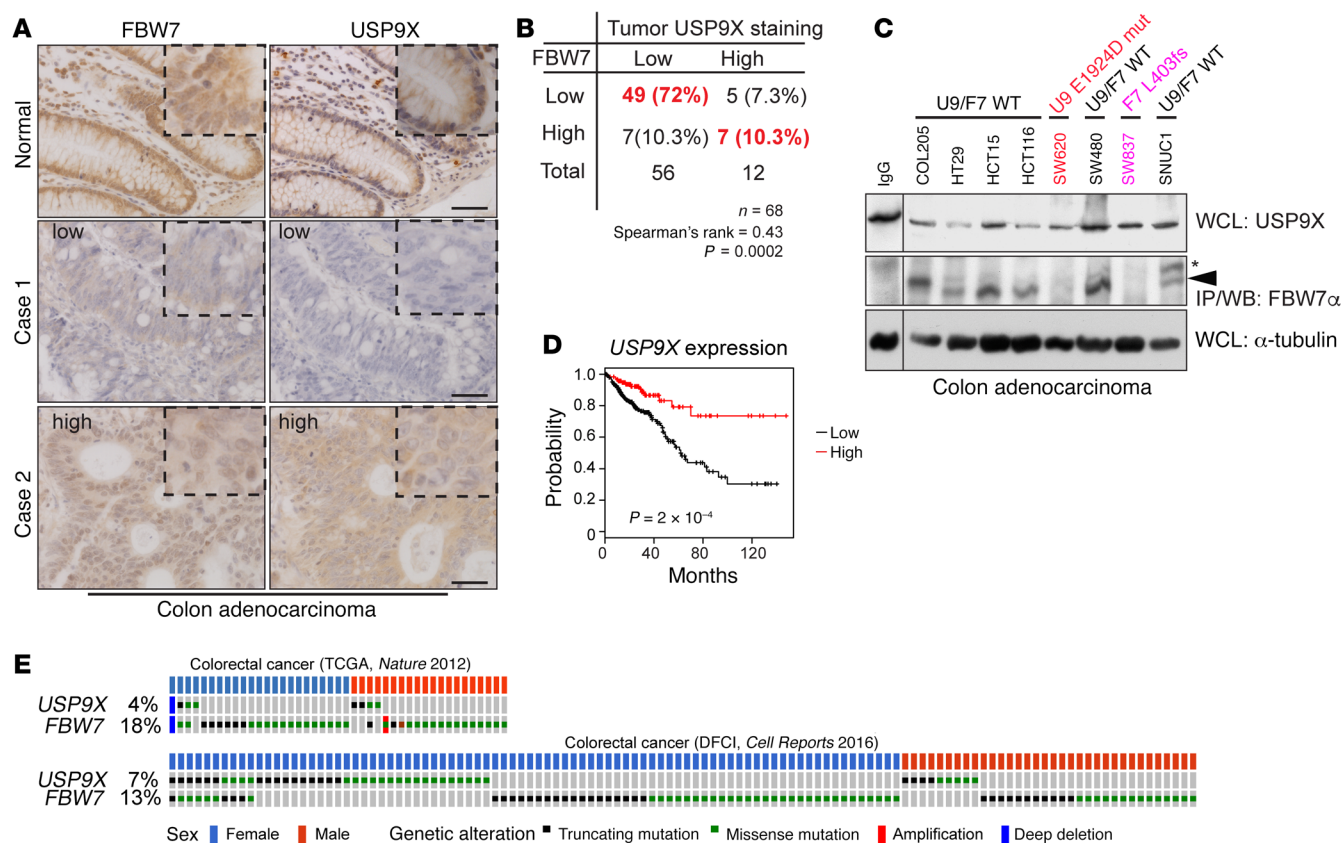 A
FBW7
USP9X
Normal
Case 1
low
low
Case 2
high
high
Colon adenocarcinoma
B
Tumor USP9X staining
FBW7
Low
High
Low
49 (72%)
5 (7.3%)
High
7(10.3%)
7 (10.3%)
Total
56
12
n = 68
Spearman's rank = 0.43
P = 0.0002
C
U9/F7 WT
U9 E1924D mut
U9/F7 WT
F7 L403fs
U9/F7 WT
IgG
COL205
HT29
HCT15
HCT116
SW620
SW480
SW837
SNUC1
WCL: USP9X
*
IP/WB: FBW7α
WCL: α-tubulin
Colon adenocarcinoma
D
USP9X expression
Probability
1.0
0.8
0.6
0.4
0.2
0
0
40
80
120
Months
P = 2 × 10⁻⁴
Low
High
E
Colorectal cancer (TCGA, Nature 2012)
USP9X 4%
FBW7 18%
Colorectal cancer (DFCI, Cell Reports 2016)
USP9X 7%
FBW7 13%
Sex Female Male Genetic alteration Truncating mutation Missense mutation Amplification Deep deletion